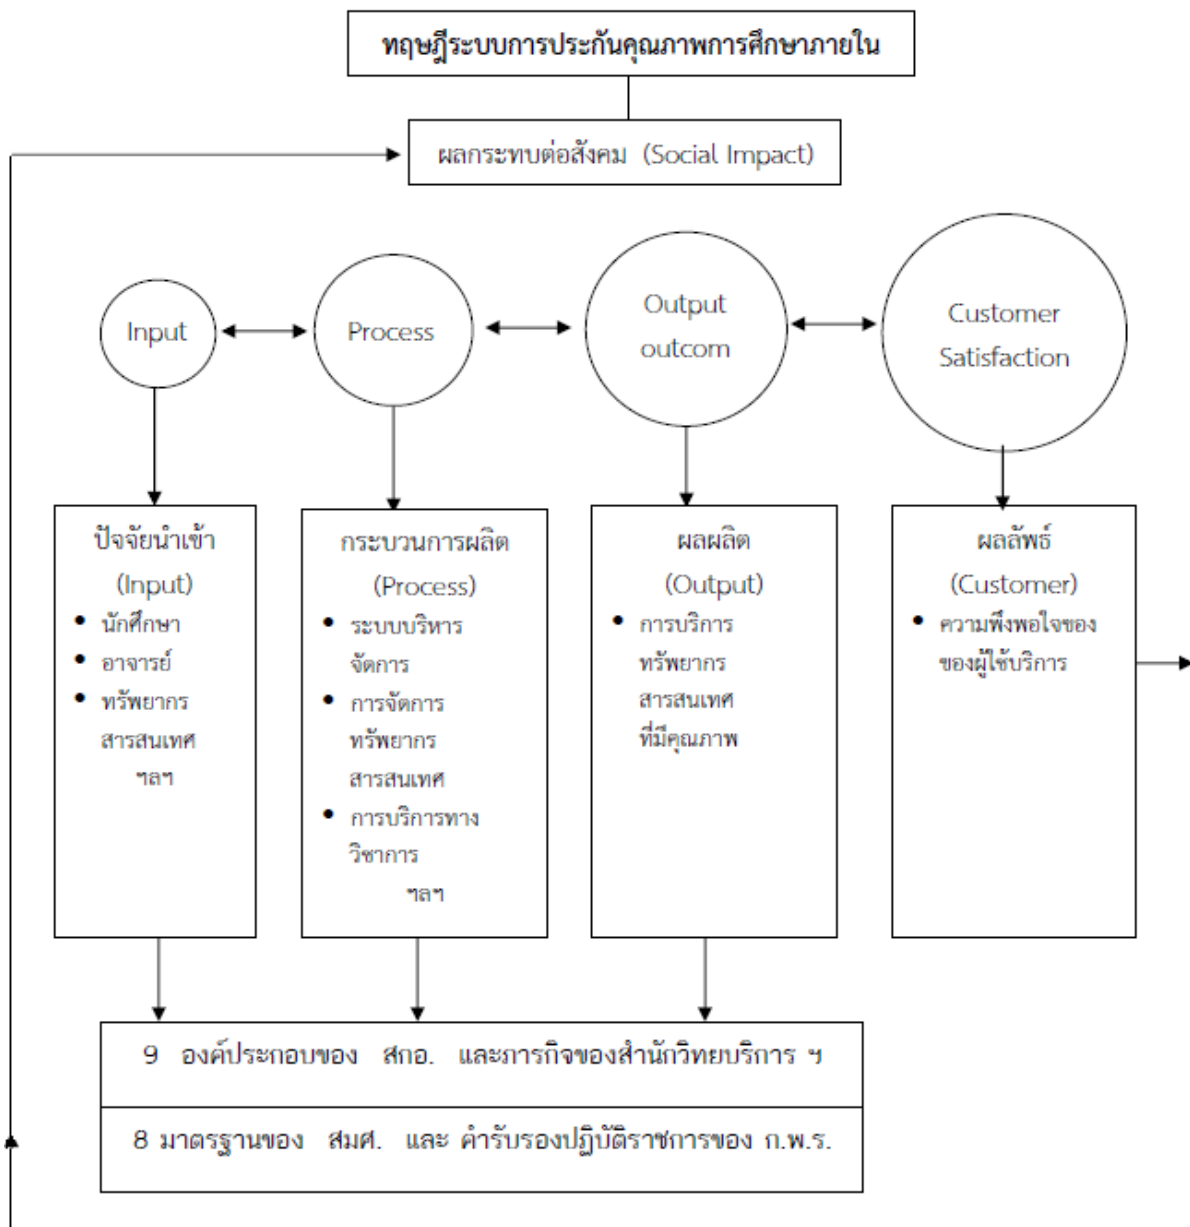 ทฤษฎีระบบการประกันคุณภาพการศึกษาภายใน
ผลกระทบต่อสังคม (Social Impact)
Input
Process
Output
outcom
Customer
Satisfaction
ปัจจัยนำเข้า
(Input)
• นักศึกษา
• อาจารย์
• ทรัพยากร
สารสนเทศ
ฯลฯ
กระบวนการผลิต
(Process)
• ระบบบริหาร
จัดการ
• การจัดการ
ทรัพยากร
สารสนเทศ
• การบริการทาง
วิชาการ
ฯลฯ
ผลผลิต
(Output)
• การบริการ
ทรัพยากร
สารสนเทศ
ที่มีคุณภาพ
ผลลัพธ์
(Customer)
• ความพึงพอใจของ
ของผู้ใช้บริการ
9 องค์ประกอบของ สกอ. และภารกิจของสำนักวิทยบริการ ฯ
8 มาตรฐานของ สมศ. และ คำรับรองปฏิบัติราชการของ ก.พ.ร.